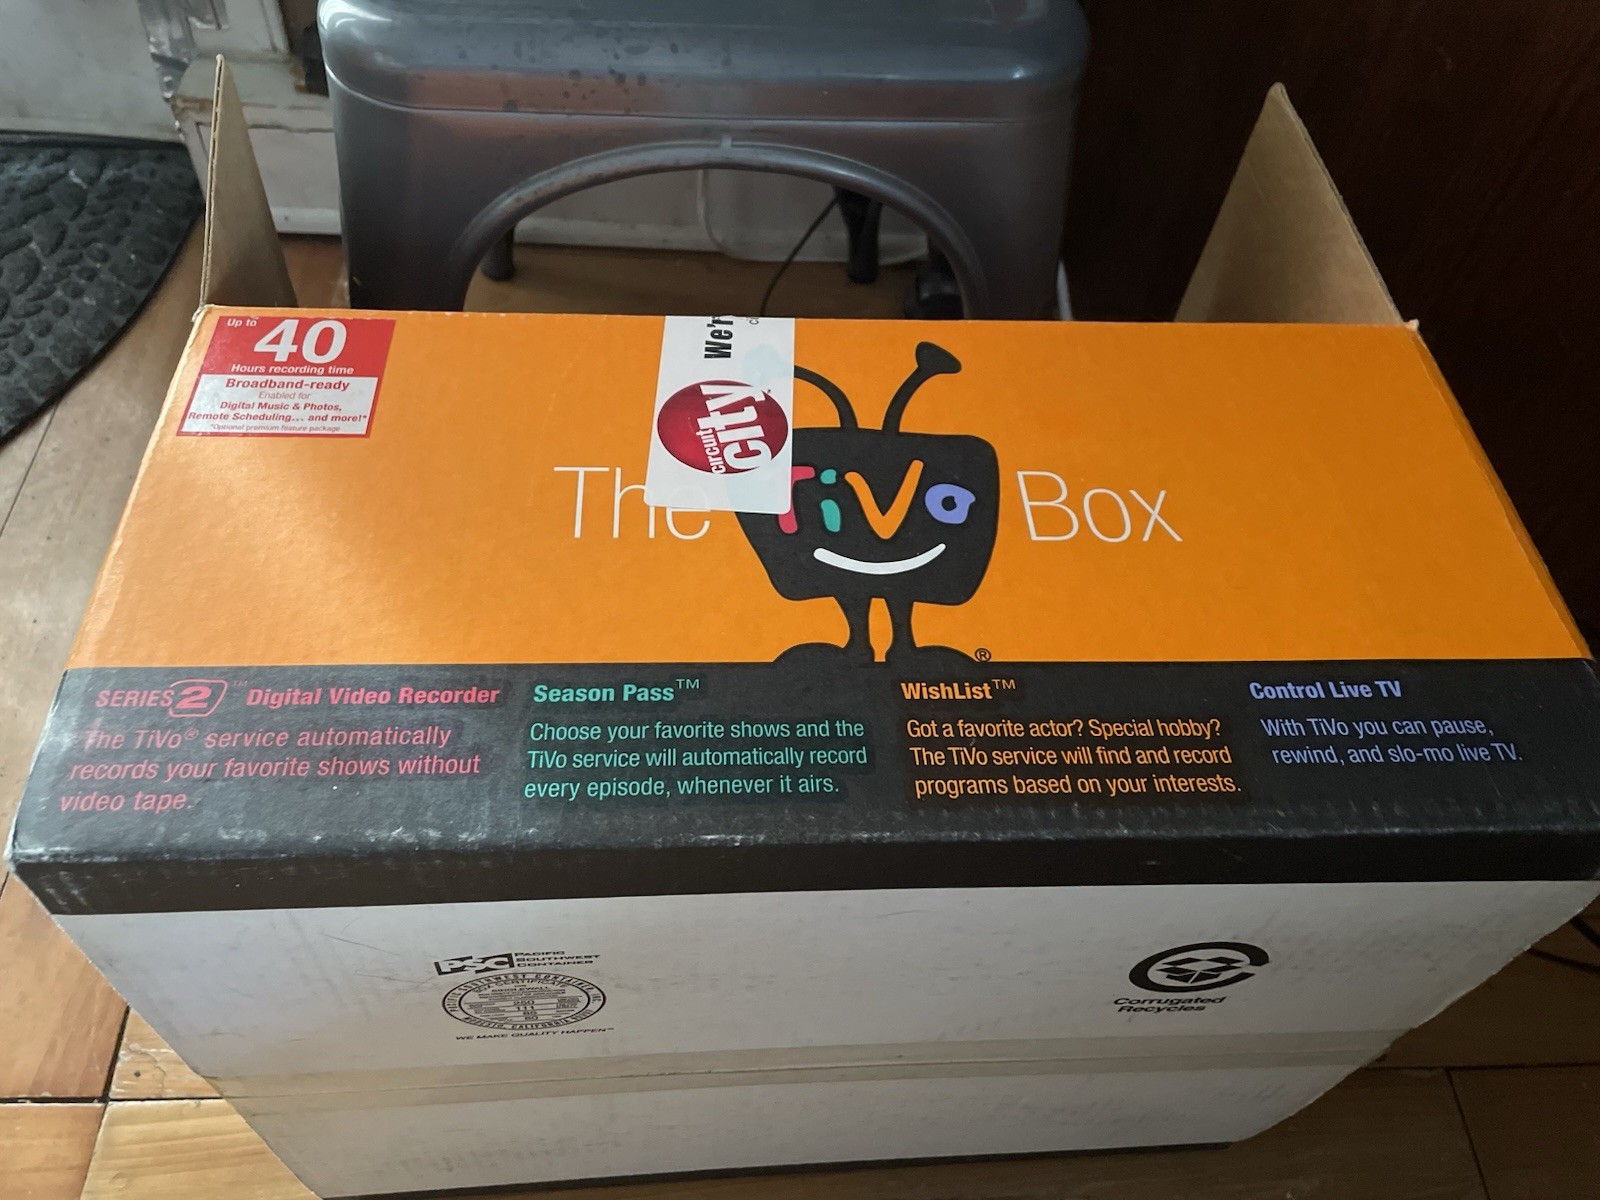 Up to
40
Hours recording time
Broadband-ready
Enabled for
Digital Music & Photos,
Remote Scheduling... and more!*
*Optional premium feature package
We'r
circuit
city
The TiVo Box
®
SERIES2™ Digital Video Recorder
The TiVo® service automatically
records your favorite shows without
video tape.
Season Pass™
Choose your favorite shows and the
TiVo service will automatically record
every episode, whenever it airs.
WishList™
Got a favorite actor? Special hobby?
The TiVo service will find and record
programs based on your interests.
Control Live TV
With TiVo you can pause,
rewind, and slo-mo live TV.
PSC PACIFIC
SOUTHWEST
CONTAINER
WE MAKE QUALITY HAPPEN™
Corrugated
Recycles